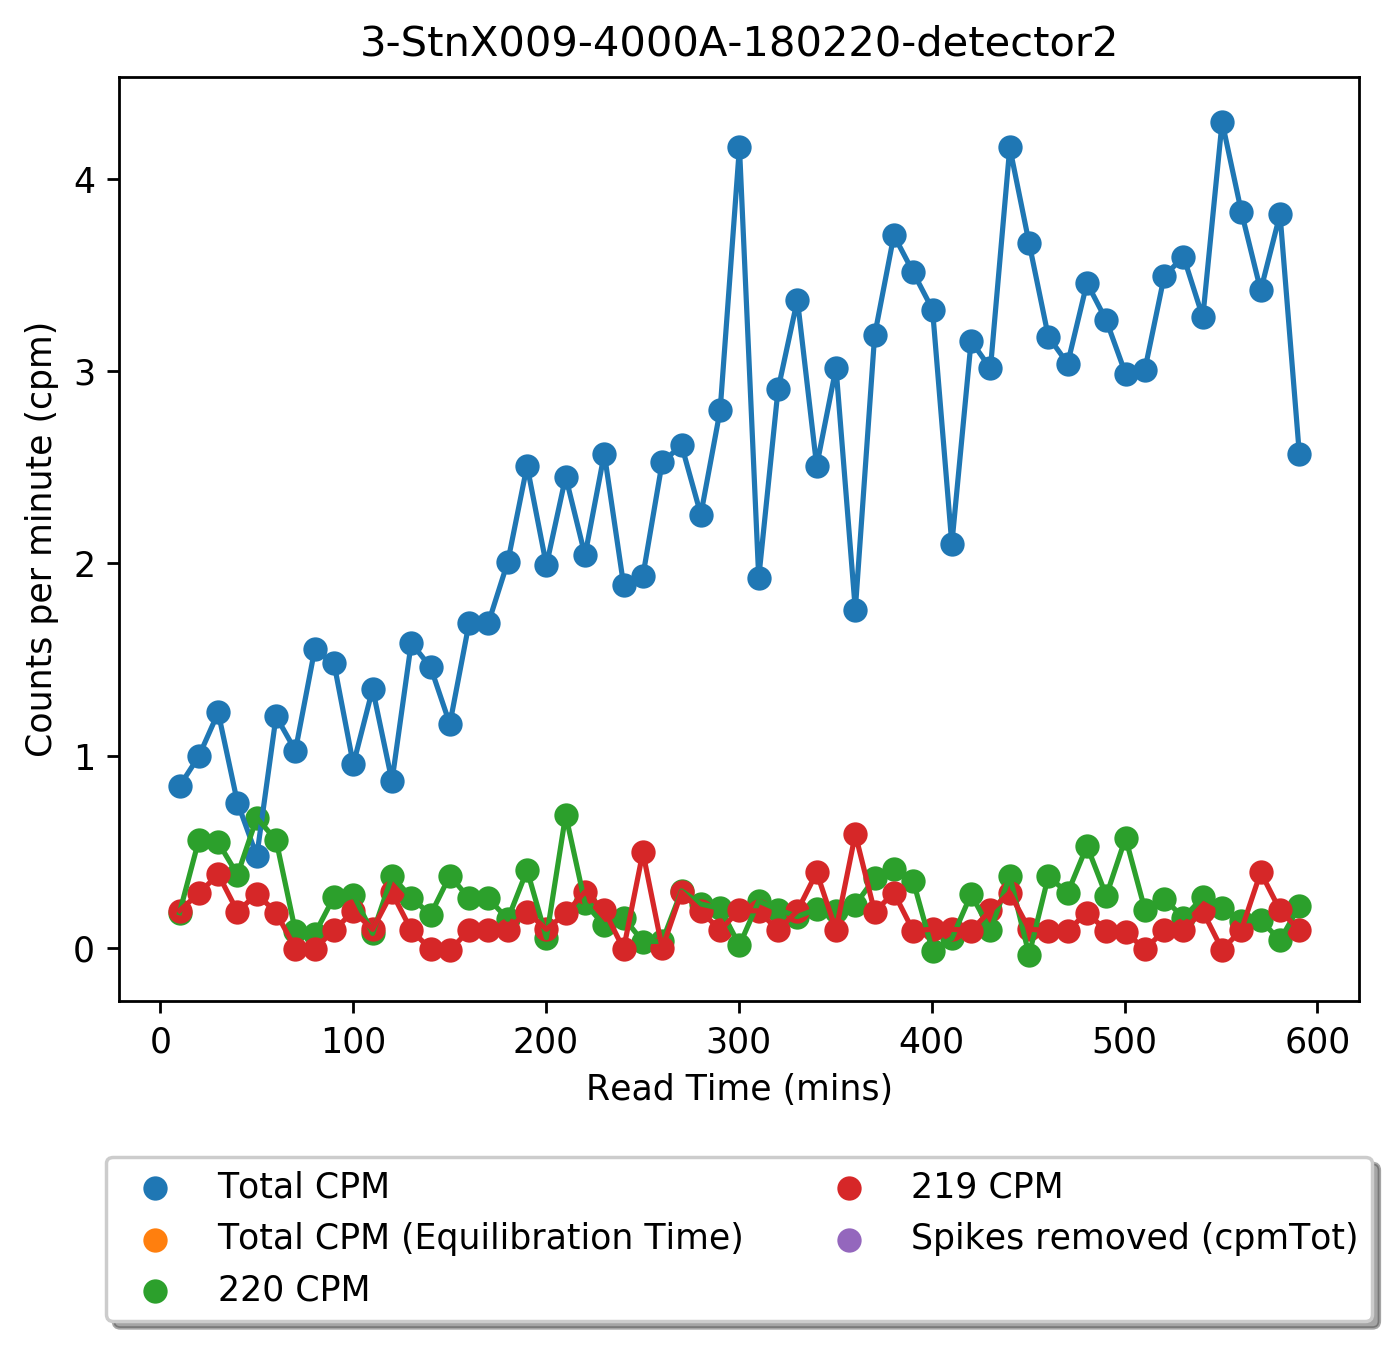 3-StnX009-4000A-180220-detector2
4
3
2
1
0
Counts per minute (cpm)
0 100 200 300 400 500 600
Read Time (mins)
Total CPM
Total CPM (Equilibration Time)
220 CPM
219 CPM
Spikes removed (cpmTot)